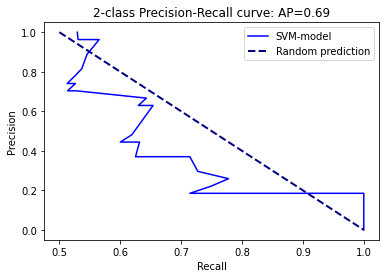 2-class Precision-Recall curve: AP=0.69
SVM-model
Random prediction
1.0
0.8
0.6
0.4
0.2
0.0
Precision
0.5 0.6 0.7 0.8 0.9 1.0
Recall